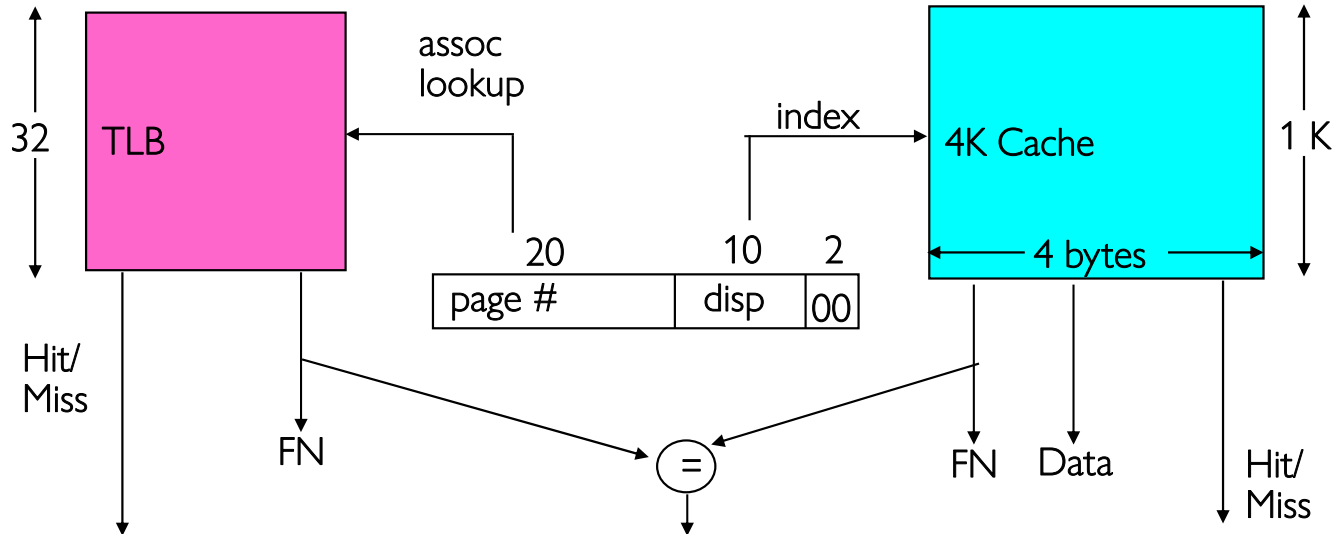 assoc
lookup
32
TLB
index
4K Cache
1 K
20
10
2
4 bytes
page #
disp
00
Hit/
Miss
FN
=
FN
Data
Hit/
Miss